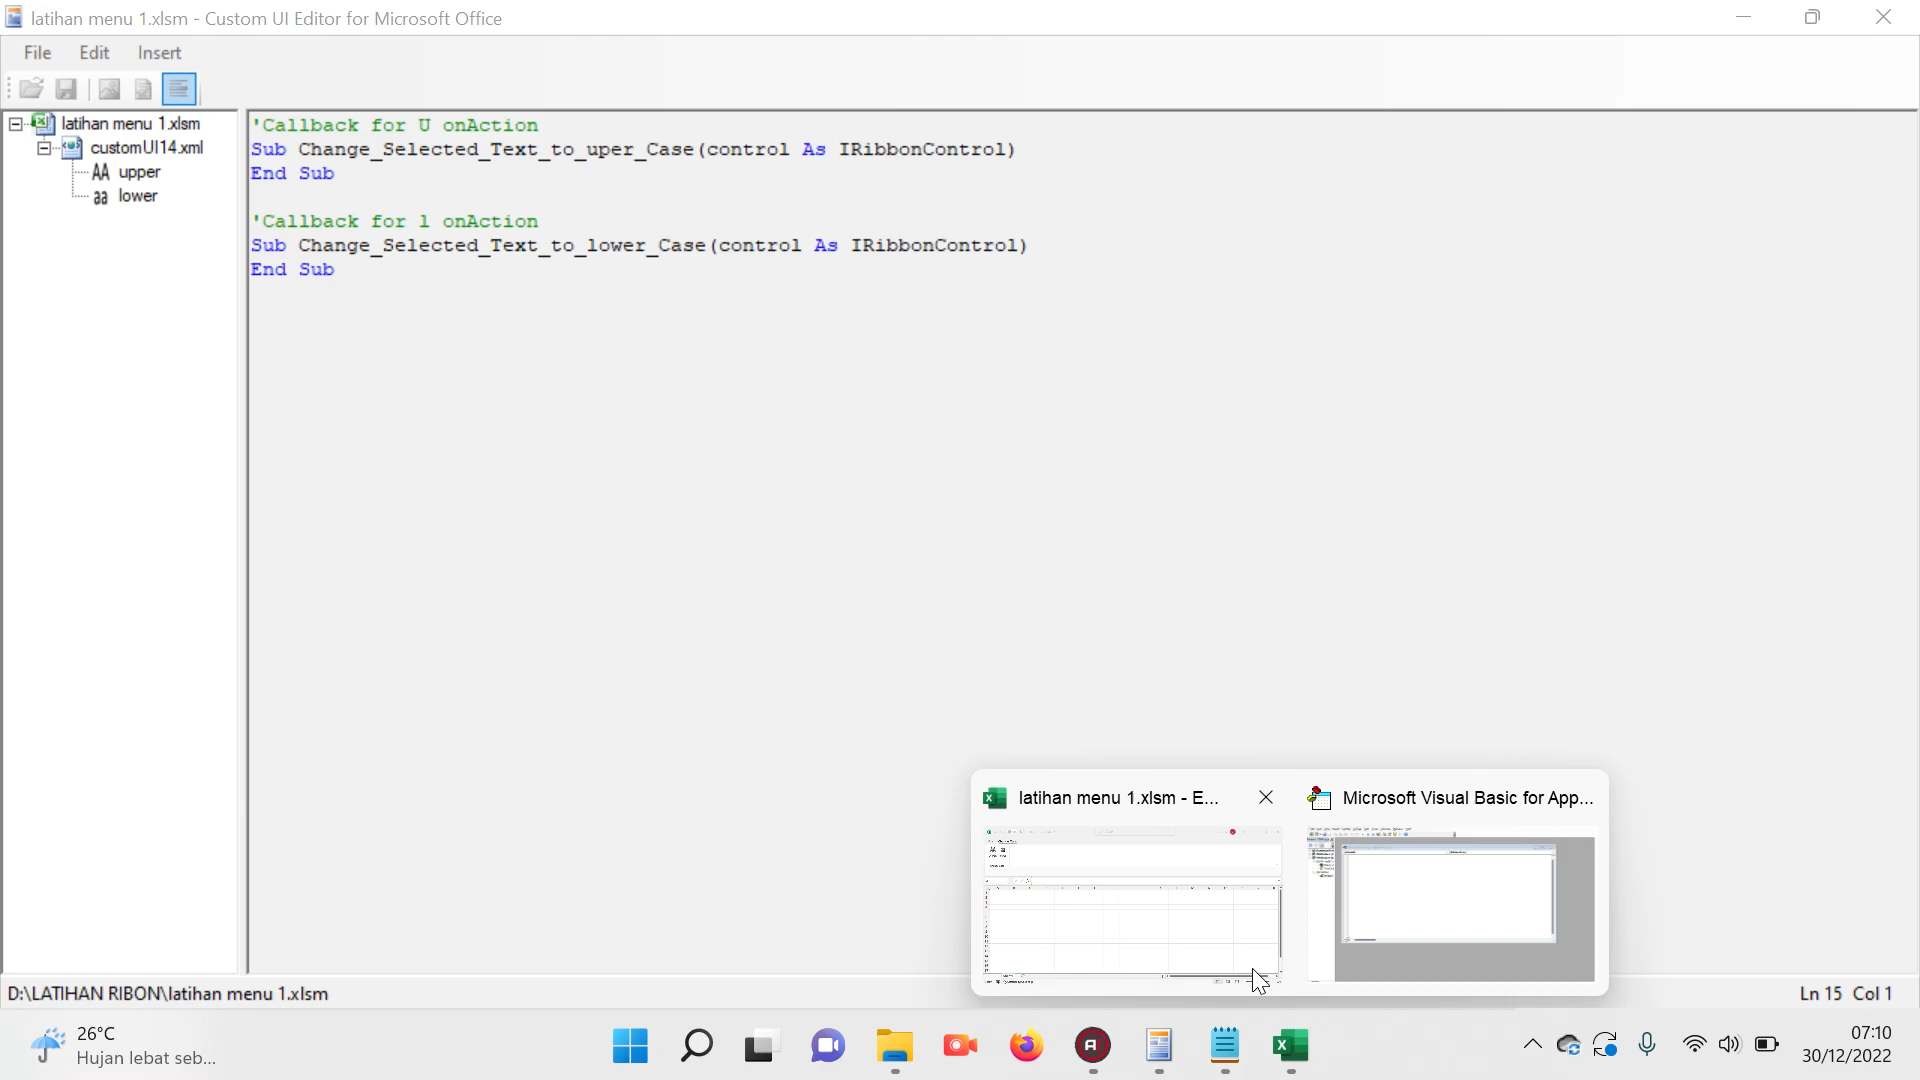 latihan menu 1.xlsm - Custom UI Editor for Microsoft Office
File Edit Insert
latihan menu 1.xlsm
customUI14.xml
AA upper
aa lower
'Callback for U onAction
Sub Change_Selected_Text_to_uper_Case(control As IRibbonControl)
End Sub
'Callback for l onAction
Sub Change_Selected_Text_to_lower_Case(control As IRibbonControl)
End Sub
latihan menu 1.xlsm - E...
Microsoft Visual Basic for App...
D:\LATIHAN RIBON\latihan menu 1.xlsm
Ln 15 Col 1
26°C
Hujan lebat seb...
07:10
30/12/2022